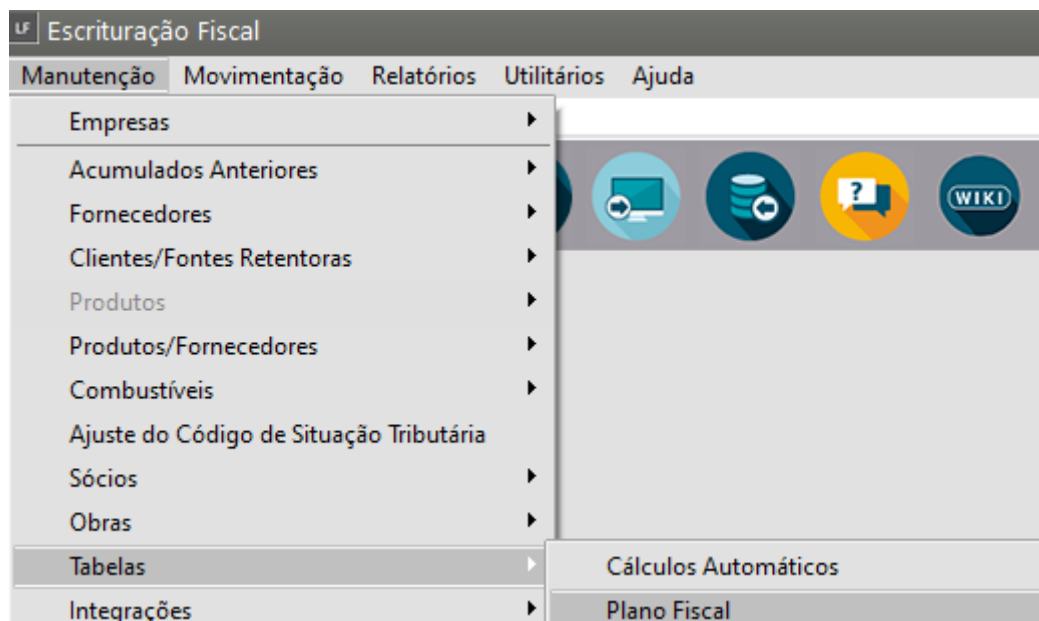 LF Escrituração Fiscal
Manutenção Movimentação Relatórios Utilitários Ajuda
Empresas
Acumulados Anteriores
Fornecedores
Clientes/Fontes Retentoras
Produtos
Produtos/Fornecedores
Combustíveis
Ajuste do Código de Situação Tributária
Sócios
Obras
Tabelas
Integrações
? WIKI
Cálculos Automáticos
Plano Fiscal